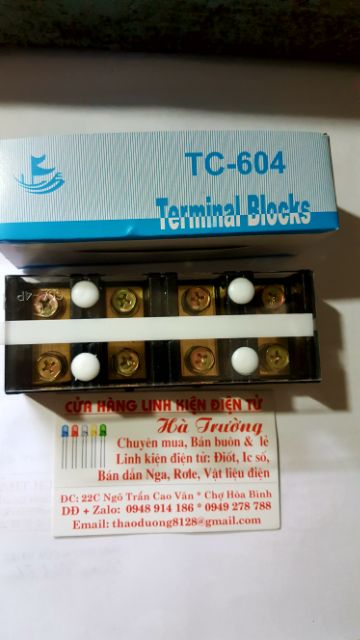 TC-604
Terminal Blocks
CỬA HÀNG LINH KIỆN ĐIỆN TỬ
Hà Trường
Chuyên mua, Bán buôn & lẻ
Linh kiện điện tử: Điốt, Ic số,
Bán dẫn Nga, Rơle, Vật liệu điện
ĐC: 22C Ngõ Trần Cao Vân * Chợ Hòa Bình
DĐ + Zalo: 0948 914 186 * 0949 278 788
Email: thaoduong8128@gmail.com